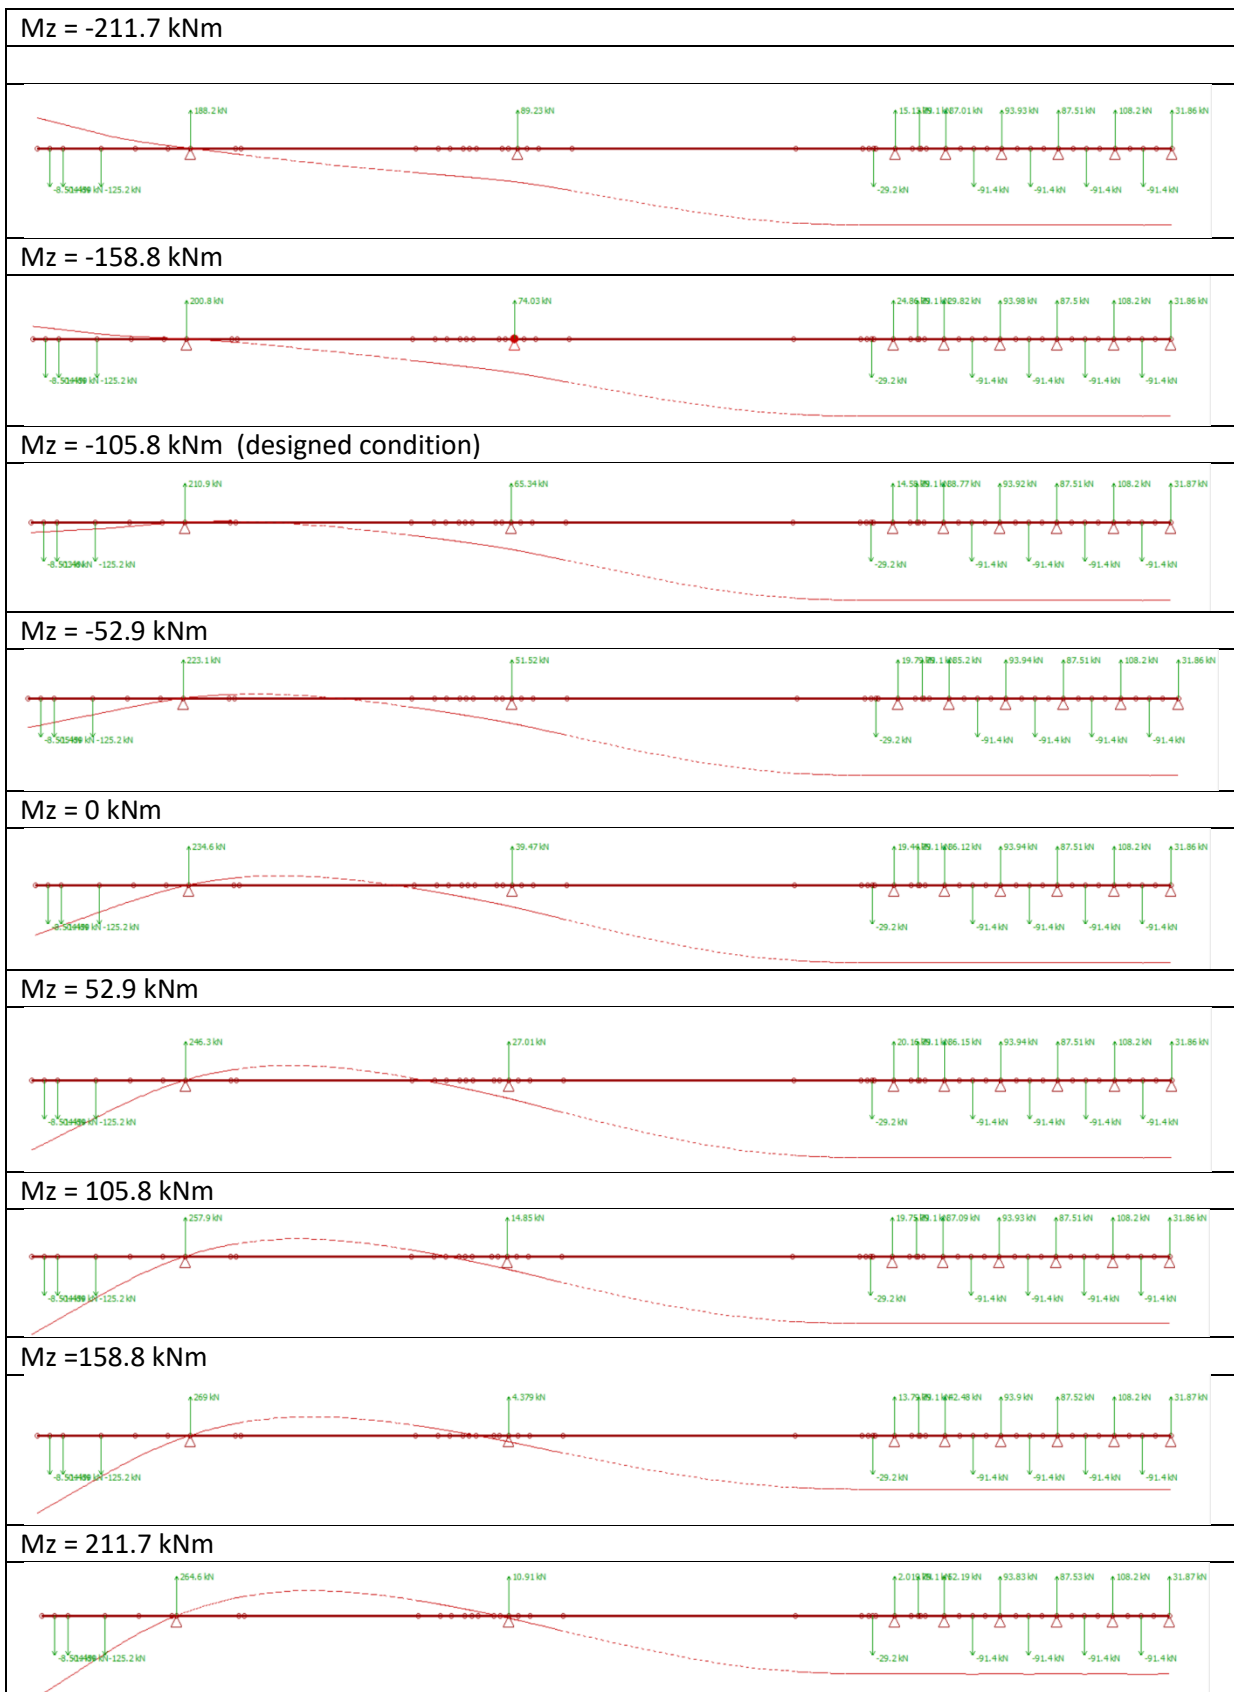 Mz = -211.7 kNm
188.2 kN 89.23 kN 93.93 kN 87.51 kN 108.2 kN 31.86 kN
-125.2 kN -29.2 kN -91.4 kN -91.4 kN -91.4 kN -91.4 kN
Mz = -158.8 kNm
200.8 kN 74.03 kN 93.98 kN 87.5 kN 108.2 kN 31.86 kN
-125.2 kN -29.2 kN -91.4 kN -91.4 kN -91.4 kN -91.4 kN
Mz = -105.8 kNm (designed condition)
210.9 kN 65.34 kN 93.92 kN 87.51 kN 108.2 kN 31.87 kN
-125.2 kN -29.2 kN -91.4 kN -91.4 kN -91.4 kN -91.4 kN
Mz = -52.9 kNm
223.1 kN 51.52 kN 93.94 kN 87.51 kN 108.2 kN 31.86 kN
-125.2 kN -29.2 kN -91.4 kN -91.4 kN -91.4 kN -91.4 kN
Mz = 0 kNm
234.6 kN 39.47 kN 93.94 kN 87.51 kN 108.2 kN 31.86 kN
-125.2 kN -29.2 kN -91.4 kN -91.4 kN -91.4 kN -91.4 kN
Mz = 52.9 kNm
246.3 kN 27.01 kN 93.94 kN 87.51 kN 108.2 kN 31.86 kN
-125.2 kN -29.2 kN -91.4 kN -91.4 kN -91.4 kN -91.4 kN
Mz = 105.8 kNm
257.9 kN 14.85 kN 93.93 kN 87.51 kN 108.2 kN 31.86 kN
-125.2 kN -29.2 kN -91.4 kN -91.4 kN -91.4 kN -91.4 kN
Mz =158.8 kNm
269 kN 4.379 kN 93.9 kN 87.52 kN 108.2 kN 31.87 kN
-125.2 kN -29.2 kN -91.4 kN -91.4 kN -91.4 kN -91.4 kN
Mz = 211.7 kNm
264.6 kN 10.91 kN 93.83 kN 87.53 kN 108.2 kN 31.87 kN
-125.2 kN -29.2 kN -91.4 kN -91.4 kN -91.4 kN -91.4 kN